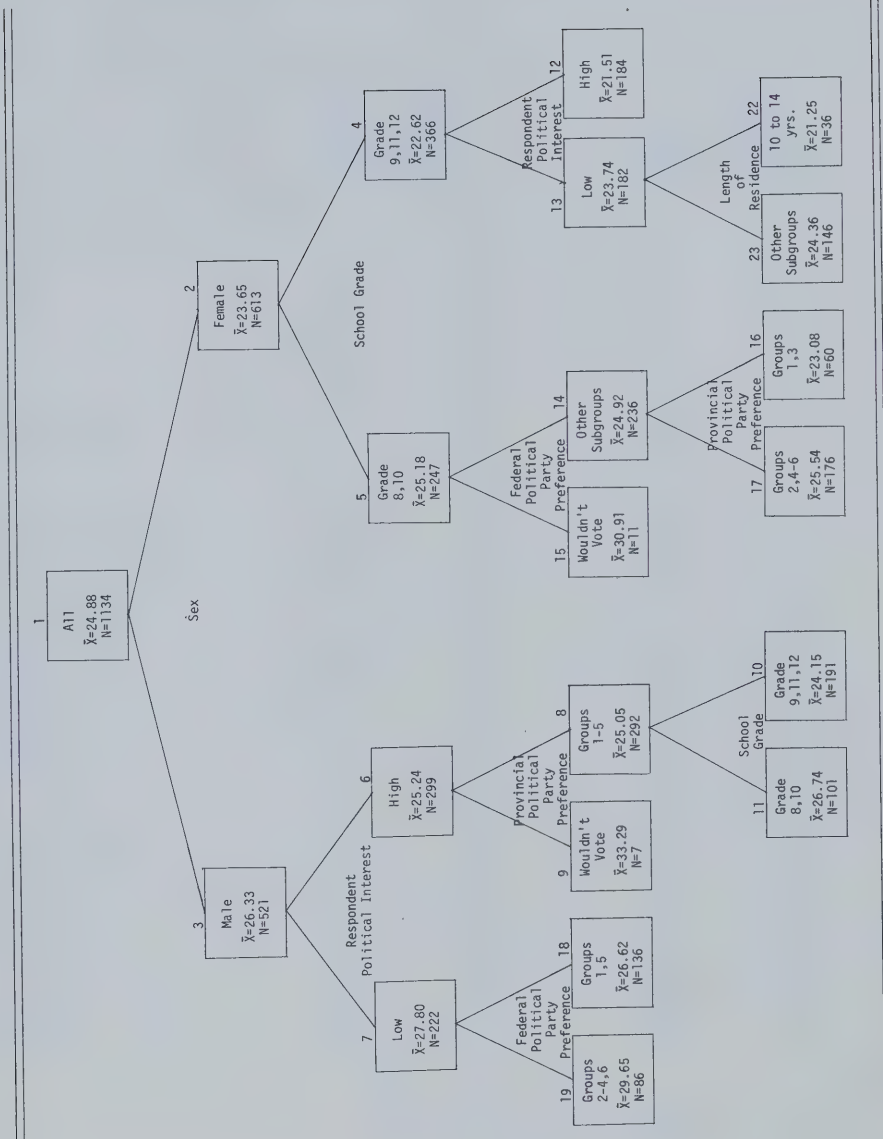 1
All
X̄=24.88
N=1134
Sex
3
Male
X̄=26.33
N=521
2
Female
X̄=23.65
N=613
Respondent
Political Interest
School Grade
7
Low
X̄=27.80
N=222
6
High
X̄=25.24
N=299
5
Grade
8,10
X̄=25.18
N=247
4
Grade
9,11,12
X̄=22.62
N=366
Federal
Political
Party
Preference
Provincial
Political
Party
Preference
Federal
Political
Party
Preference
Respondent
Political
Interest
19
Groups
2-4,6
X̄=29.65
N=86
18
Groups
1,5
X̄=26.62
N=136
9
Wouldn't
Vote
X̄=33.29
N=7
8
Groups
1-5
X̄=25.05
N=292
15
Wouldn't
Vote
X̄=30.91
N=11
14
Other
Subgroups
X̄=24.92
N=236
13
Low
X̄=23.74
N=182
12
High
X̄=21.51
N=184
School
Grade
Provincial
Political
Party
Preference
Length
of
Residence
11
Grade
8,10
X̄=26.74
N=101
10
Grade
9,11,12
X̄=24.15
N=191
17
Groups
2,4-6
X̄=25.54
N=176
16
Groups
1,3
X̄=23.08
N=60
23
Other
Subgroups
X̄=24.36
N=146
22
10 to 14
yrs.
X̄=21.25
N=36